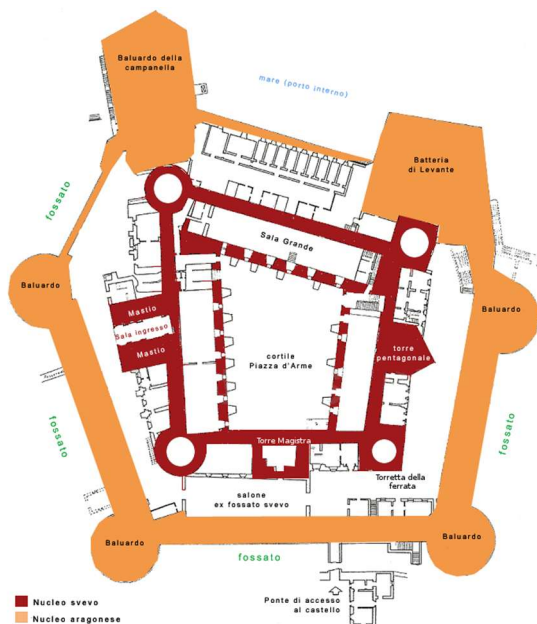 Baluardo della
campanella
mare (porto interno)
Batteria
di Levante
fossato
Sala Grande
Baluardo
Mastio
Sala ingresso
Mastio
Baluardo
torre
pentagonale
cortile
Piazza d'Arme
fossato
fossato
Torre Magistra
Torretta della
ferrata
salone
ex fossato svevo
Baluardo
Baluardo
fossato
Ponte di accesso
al castello
Nucleo svevo
Nucleo aragonese